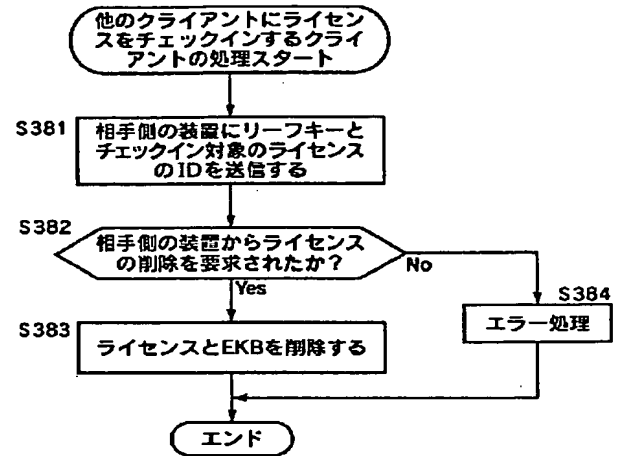 他のクライアントにライセン
スをチェックインするクライ
アントの処理スタート
S381
相手側の装置にリーフキーと
チェックイン対象のライセンス
のIDを送信する
S382
相手側の装置からライセンス
の削除を要求されたか？
No
Yes
S384
エラー処理
S383
ライセンスとEKBを削除する
エンド